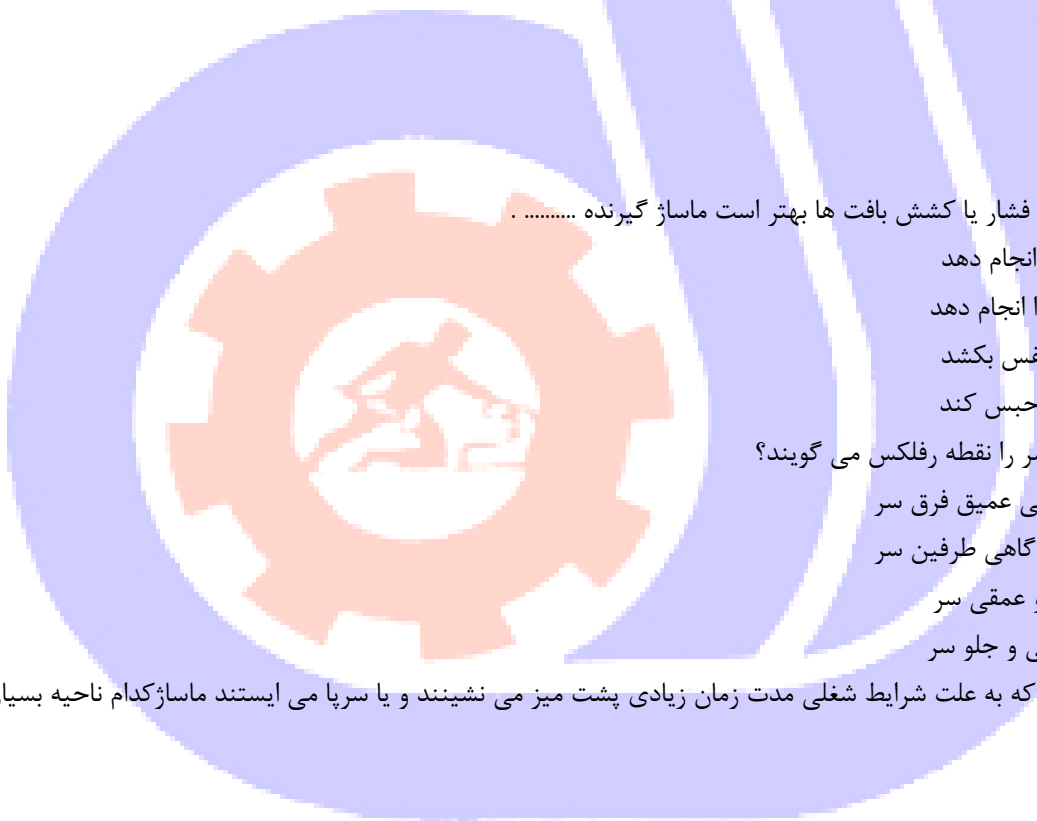 فشار یا کشش بافت ها بهتر است ماساژ گیرنده .......... .
انجام دهد
انجام دهد
بکشد
حبس کند
را نقطه رفلکس می گویند؟
عمیق فرق سر
گاهی طرفین سر
عمقی سر
و جلو سر
که به علت شرایط شغلی مدت زمان زیادی پشت میز می نشینند و یا سرپا می ایستند ماساژکدام ناحیه